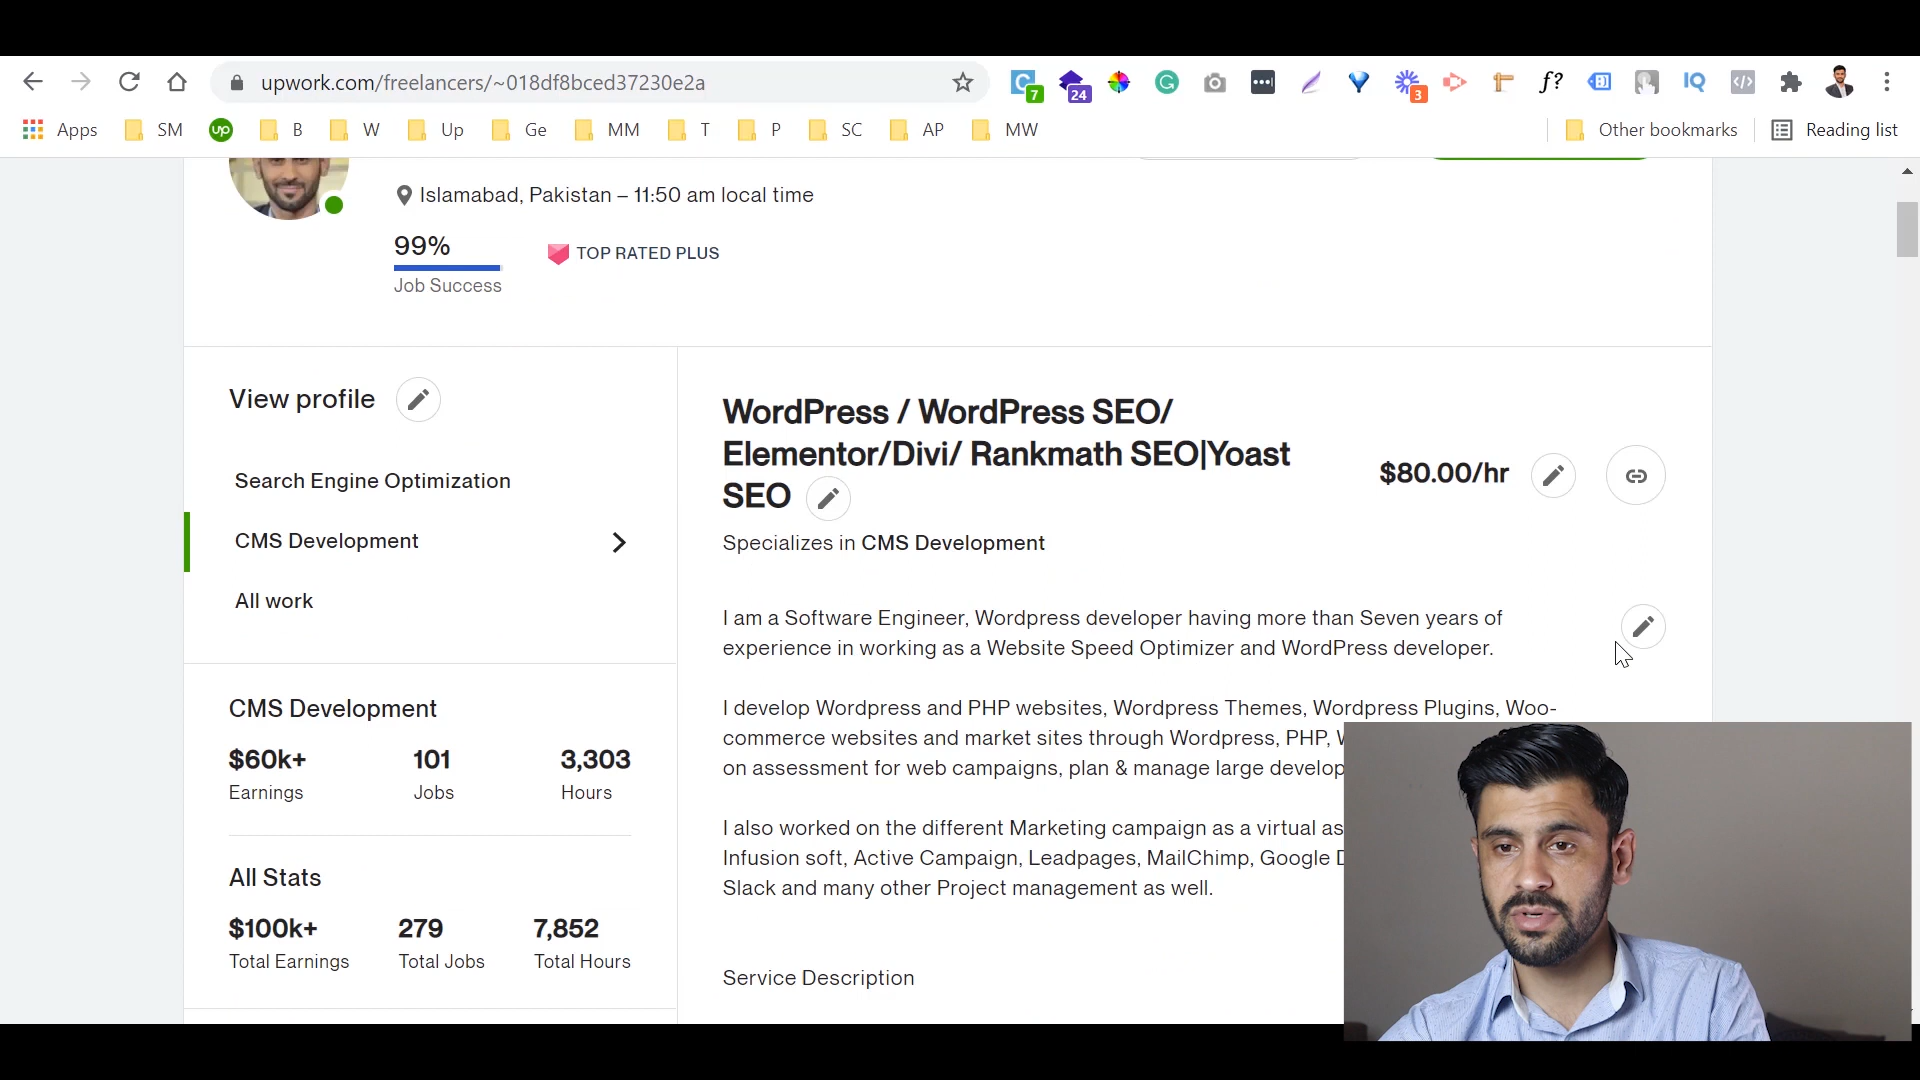 upwork.com/freelancers/~018df8bced37230e2a
7
24
3
f?
IQ
Apps
SM
up
B
W
Up
Ge
MM
T
P
SC
AP
MW
Other bookmarks
Reading list
Islamabad, Pakistan – 11:50 am local time
99%
TOP RATED PLUS
Job Success
View profile
Search Engine Optimization
CMS Development
All work
CMS Development
$60k+
101
3,303
Earnings
Jobs
Hours
All Stats
$100k+
279
7,852
Total Earnings
Total Jobs
Total Hours
WordPress / WordPress SEO/
Elementor/Divi/ Rankmath SEO|Yoast
SEO
$80.00/hr
Specializes in CMS Development
I am a Software Engineer, Wordpress developer having more than Seven years of
experience in working as a Website Speed Optimizer and WordPress developer.
I develop Wordpress and PHP websites, Wordpress Themes, Wordpress Plugins, Woo-
commerce websites and market sites through Wordpress, PHP,
on assessment for web campaigns, plan & manage large
I also worked on the different Marketing campaign as a virtual
Infusion soft, Active Campaign, Leadpages, MailChimp, Google
Slack and many other Project management as well.
Service Description